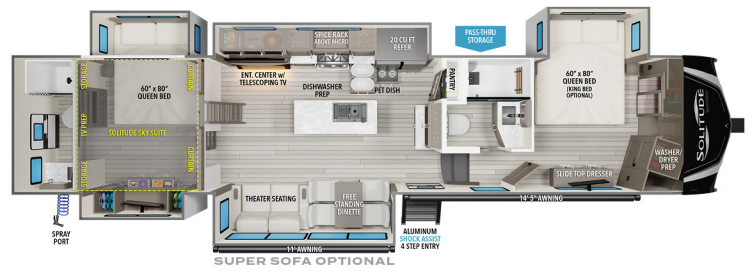 SPICE RACK
ABOVE MICRO
20 CU FT
REFER
PASS-THRU
STORAGE
STORAGE
CURTAIN
60" x 80"
QUEEN BED
ENT. CENTER w/
TELESCOPING TV
DISHWASHER
PREP
PET DISH
PANTRY
60" x 80"
QUEEN BED
(KING BED
OPTIONAL)
TV PREP
SOLITUDE SKY SUITE
SOLITUDE
WASHER/
DRYER
PREP
STORAGE
CURTAIN
SLIDE TOP DRESSER
THEATER SEATING
FREE
STANDING
DINETTE
14' 5" AWNING
SPRAY
PORT
ALUMINUM
SHOCK ASSIST
4 STEP ENTRY
11' AWNING
SUPER SOFA OPTIONAL